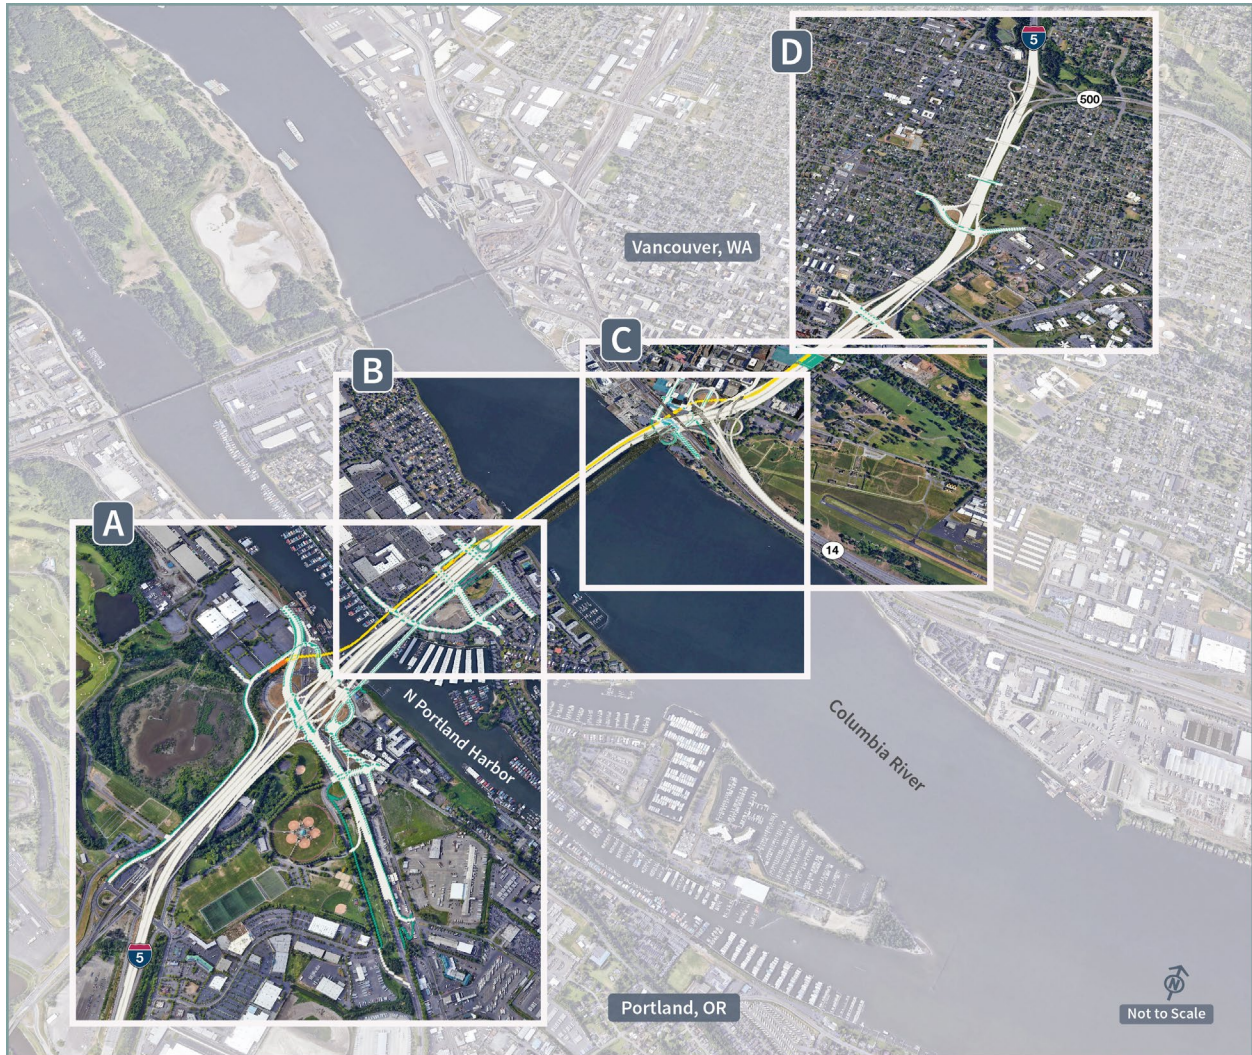 D
5
500
Vancouver, WA
C
B
14
A
N Portland Harbor
Columbia River
5
Portland, OR
N
Not to Scale